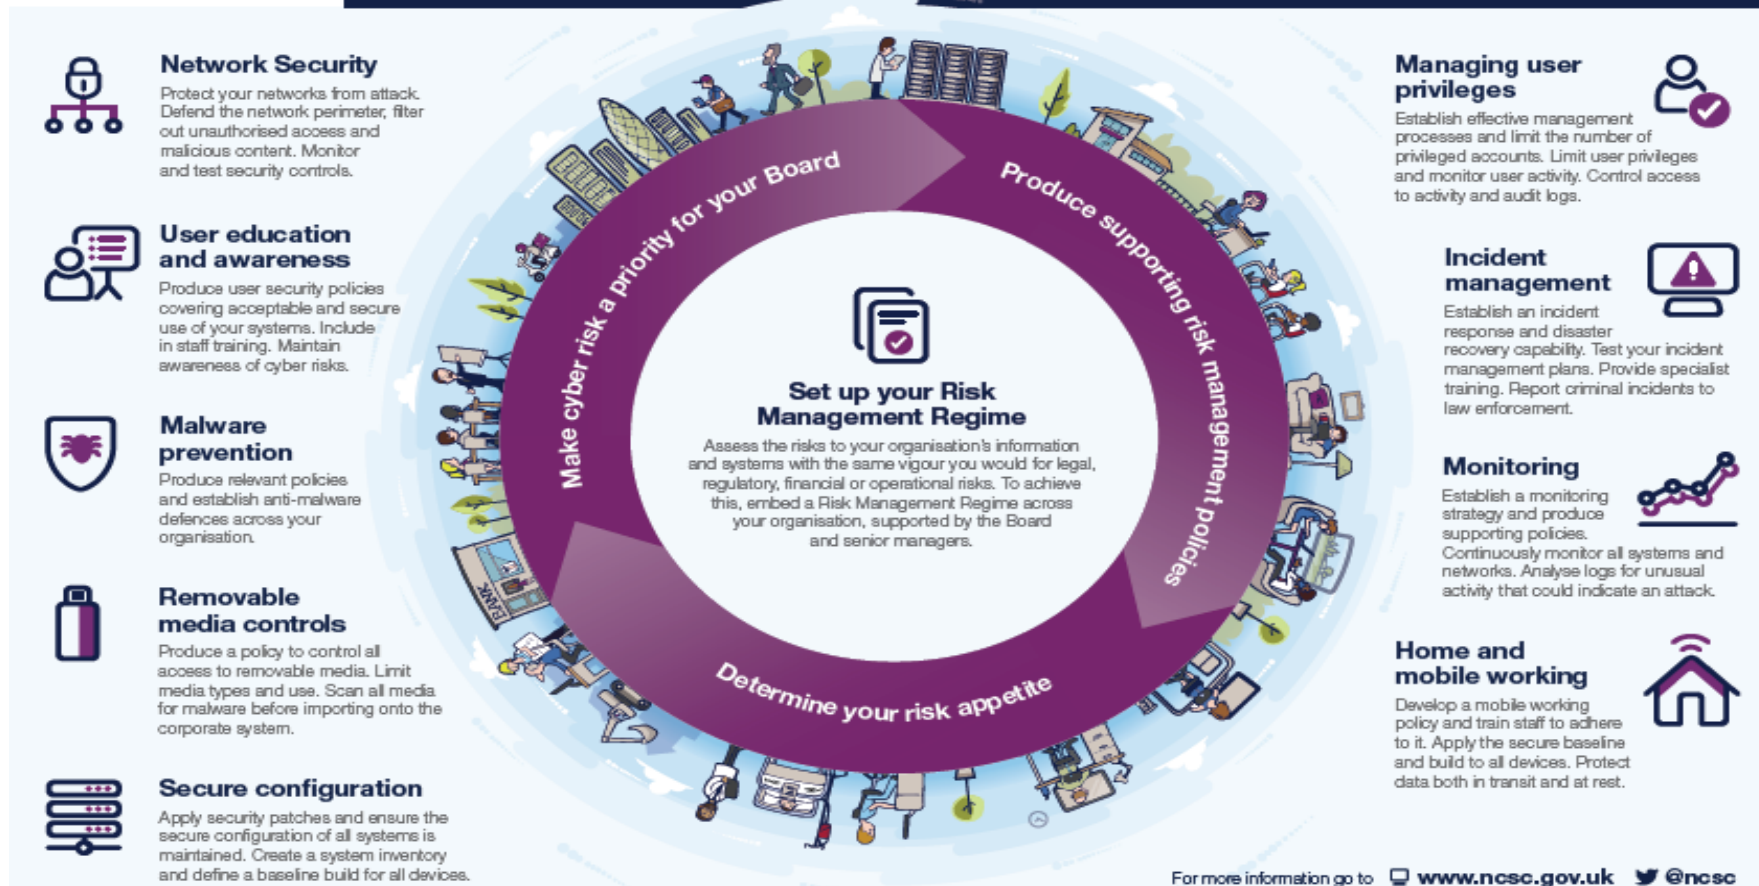 Network Security
Protect your networks from attack.
Defend the network perimeter, filter
out unauthorised access and
malicious content. Monitor
and test security controls.
User education
and awareness
Produce user security policies
covering acceptable and secure
use of your systems. Include
in staff training. Maintain
awareness of cyber risks.
Malware
prevention
Produce relevant policies
and establish anti-malware
defences across your
organisation.
Removable
media controls
Produce a policy to control all
access to removable media. Limit
media types and use. Scan all media
for malware before importing onto the
corporate system.
Secure configuration
Apply security patches and ensure the
secure configuration of all systems is
maintained. Create a system inventory
and define a baseline build for all devices.
Make cyber risk a priority for your Board
Produce supporting risk management policies
Determine your risk appetite
BANK
Set up your Risk
Management Regime
Assess the risks to your organisation's information
and systems with the same vigour you would for legal,
regulatory, financial or operational risks. To achieve
this, embed a Risk Management Regime across
your organisation, supported by the Board
and senior managers.
Managing user
privileges
Establish effective management
processes and limit the number of
privileged accounts. Limit user privileges
and monitor user activity. Control access
to activity and audit logs.
Incident
management
Establish an incident
response and disaster
recovery capability. Test your incident
management plans. Provide specialist
training. Report criminal incidents to
law enforcement.
Monitoring
Establish a monitoring
strategy and produce
supporting policies.
Continuously monitor all systems and
networks. Analyse logs for unusual
activity that could indicate an attack.
Home and
mobile working
Develop a mobile working
policy and train staff to adhere
to it. Apply the secure baseline
and build to all devices. Protect
data both in transit and at rest.
For more information go to www.ncsc.gov.uk @ncsc